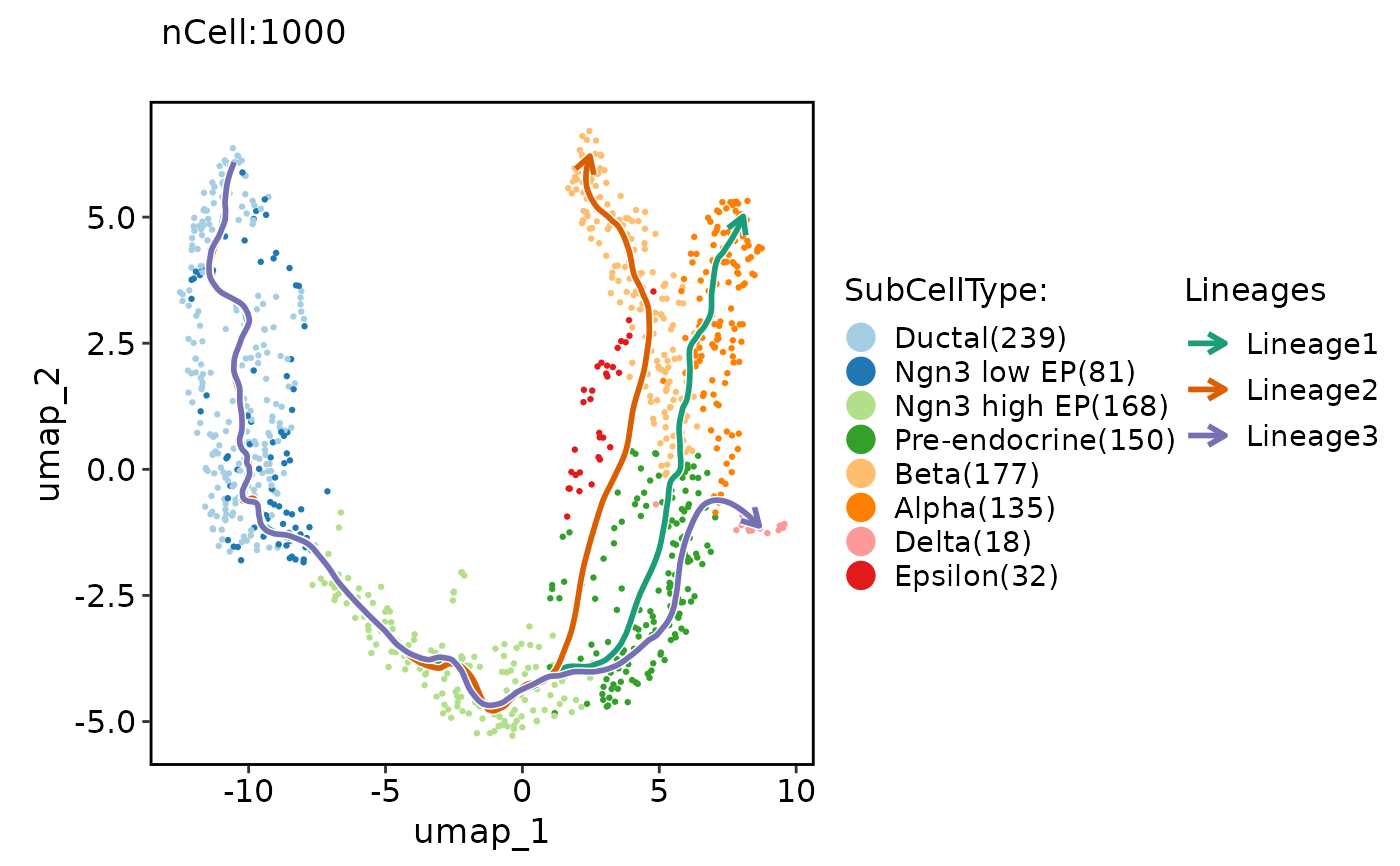 nCell:1000
umap_2
5.0
2.5
0.0
-2.5
-5.0
-10
-5
0
5
10
umap_1
SubCellType:
Ductal(239)
Ngn3 low EP(81)
Ngn3 high EP(168)
Pre-endocrine(150)
Beta(177)
Alpha(135)
Delta(18)
Epsilon(32)
Lineages
Lineage1
Lineage2
Lineage3